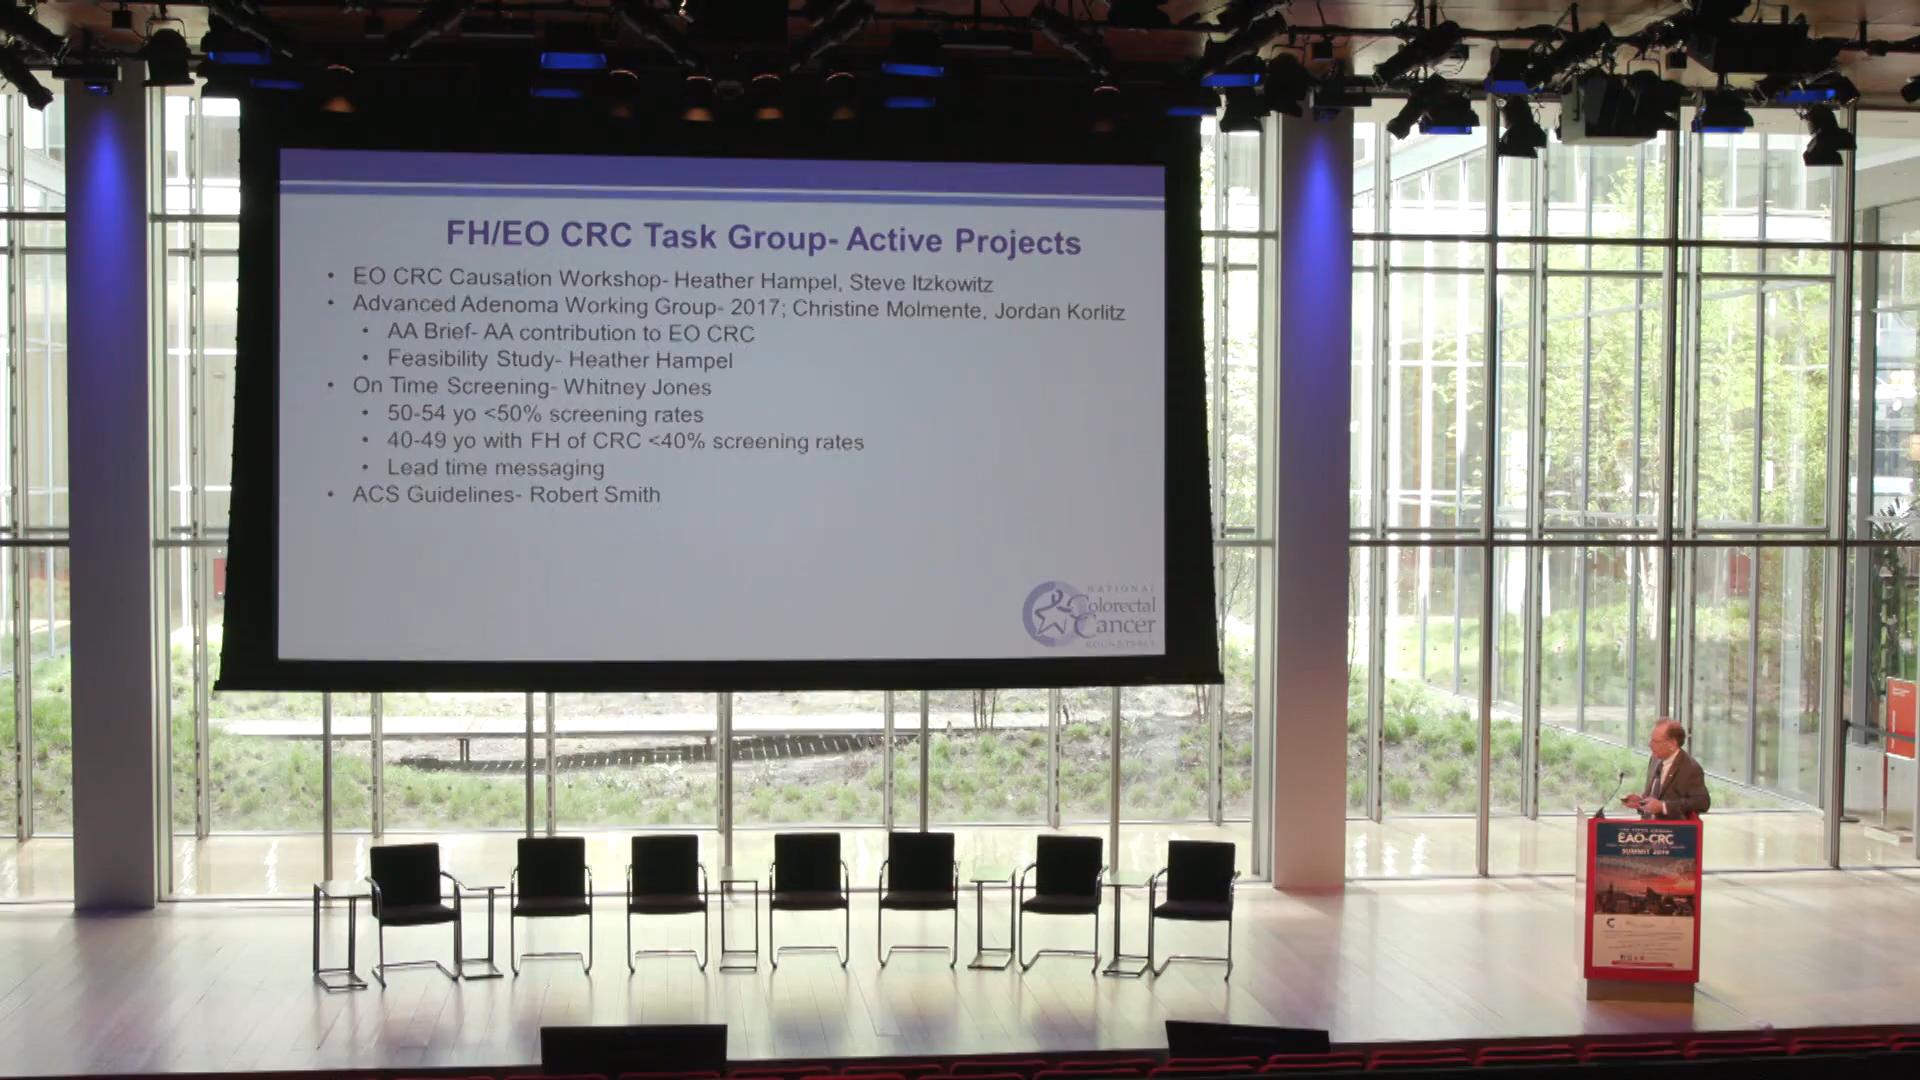 FH/EO CRC Task Group- Active Projects
• EO CRC Causation Workshop- Heather Hampel, Steve Itzkowitz
• Advanced Adenoma Working Group- 2017; Christine Molmente, Jordan Korlitz
• AA Brief- AA contribution to EO CRC
• Feasibility Study- Heather Hampel
• On Time Screening- Whitney Jones
• 50-54 yo <50% screening rates
• 40-49 yo with FH of CRC <40% screening rates
• Lead time messaging
• ACS Guidelines- Robert Smith
NATIONAL
Colorectal
Cancer
ROUNDTABLE
EAO-CRC
SUMMIT 2019